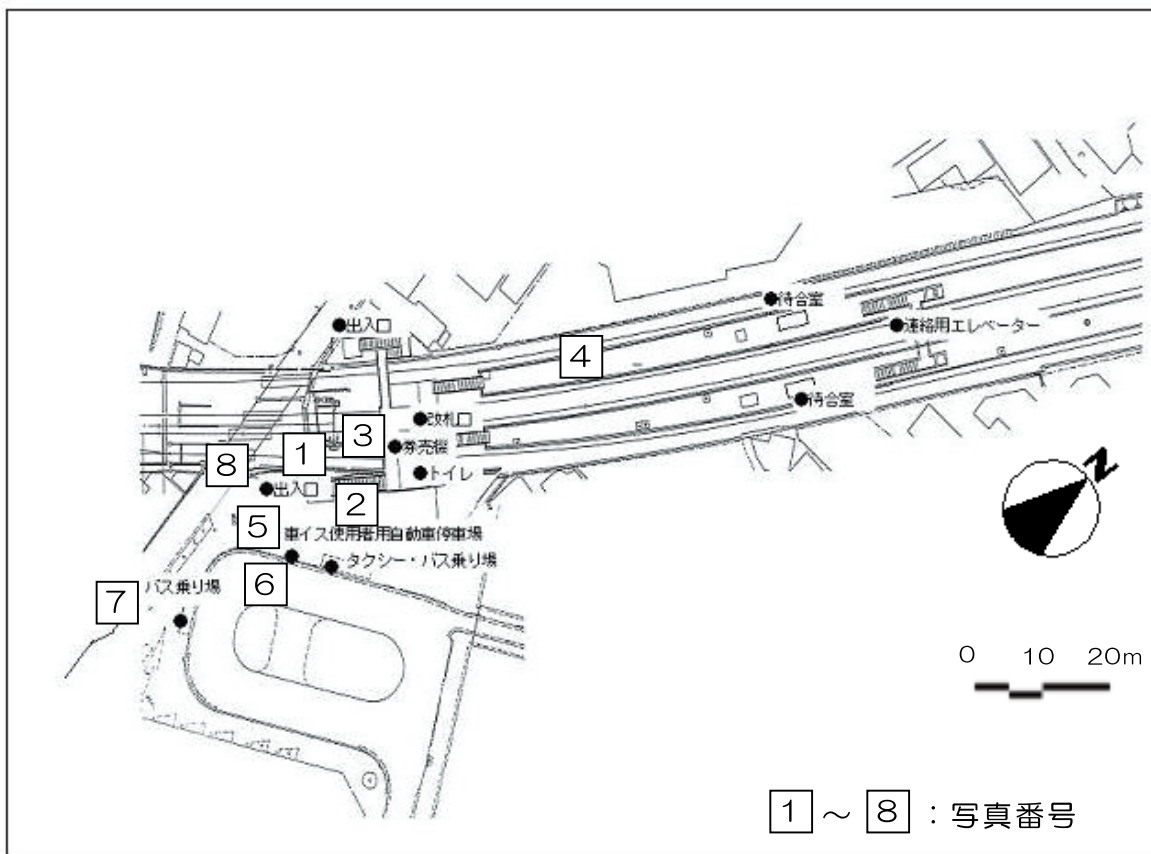 待合室
連絡用エレベーター
出入口
4
待合室
改札口
3
1
券売機
8
トイレ
出入口
2
5
車イス使用者用自動車停車場
タクシー・バス乗り場
6
バス乗り場
7
N
0 10 20m
1 ～ 8 : 写真番号